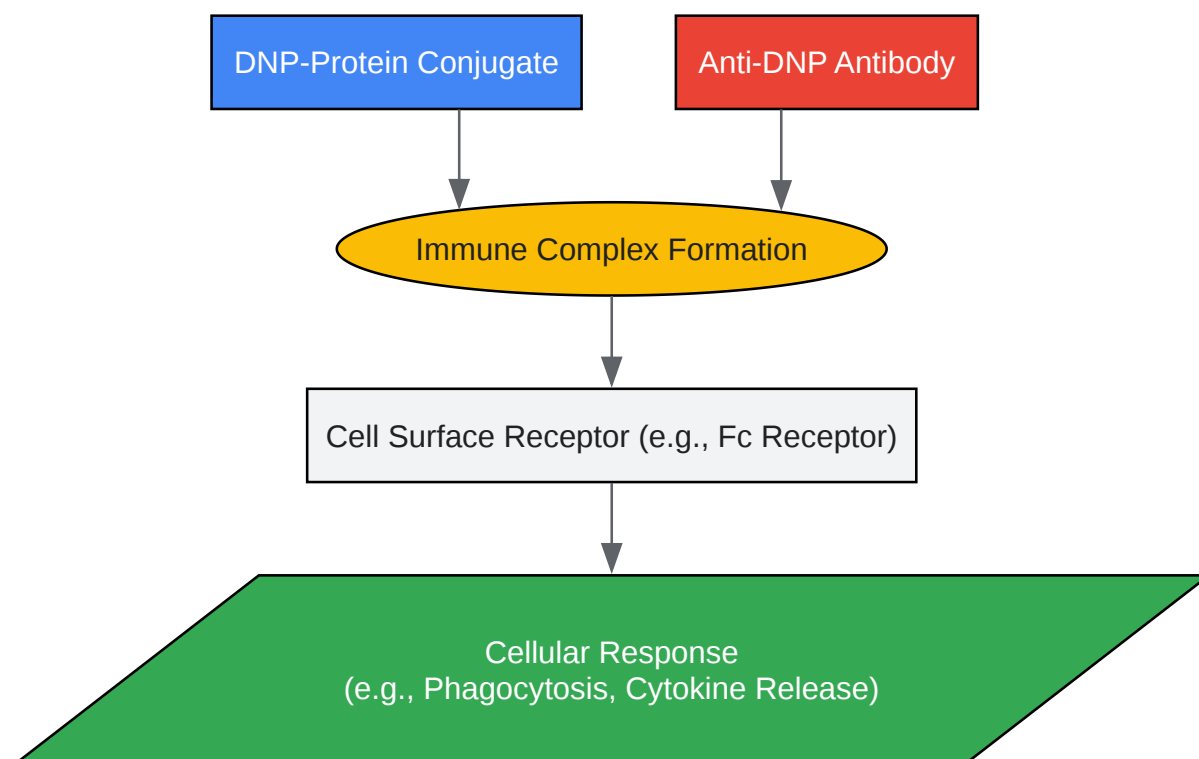 DNP-Protein Conjugate
Anti-DNP Antibody
Immune Complex Formation
Cell Surface Receptor (e.g., Fc Receptor)
Cellular Response
(e.g., Phagocytosis, Cytokine Release)